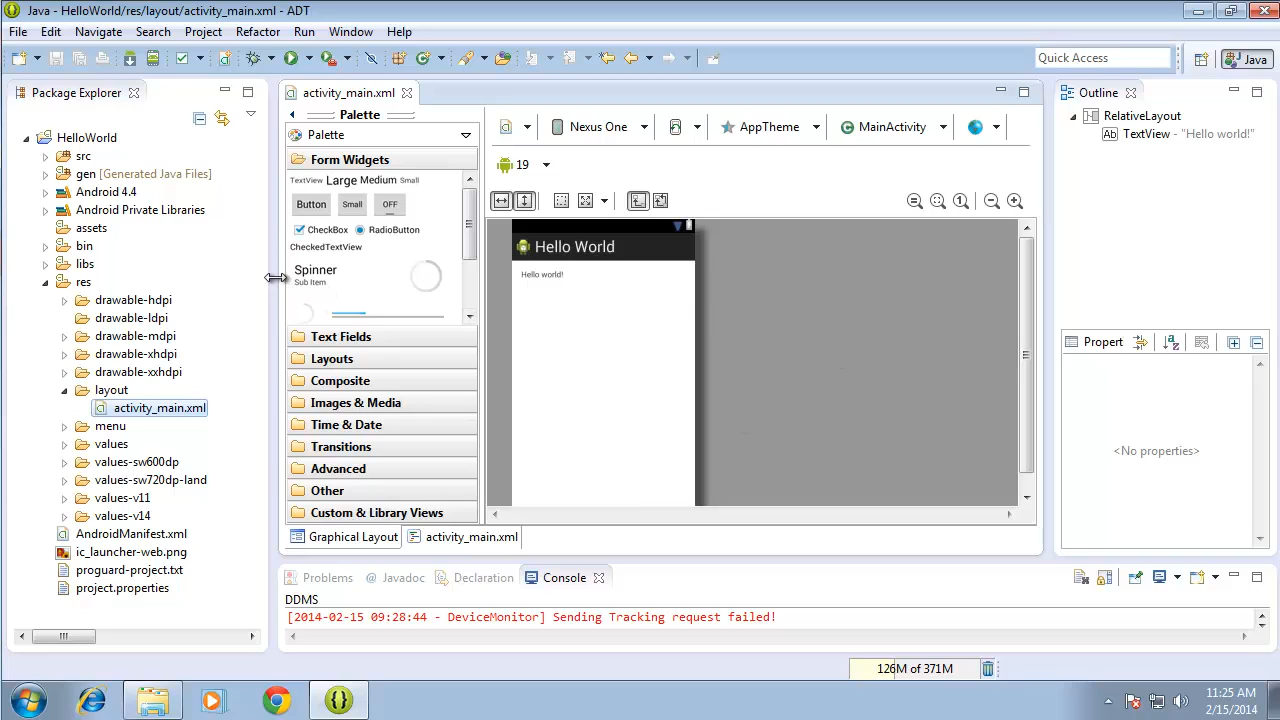 Java - HelloWorld/res/layout/activity_main.xml - ADT
File Edit Navigate Search Project Refactor Run Window Help
Quick Access
Java
Package Explorer
HelloWorld
src
gen [Generated Java Files]
Android 4.4
Android Private Libraries
assets
bin
libs
res
drawable-hdpi
drawable-ldpi
drawable-mdpi
drawable-xhdpi
drawable-xxhdpi
layout
activity_main.xml
menu
values
values-sw600dp
values-sw720dp-land
values-v11
values-v14
AndroidManifest.xml
ic_launcher-web.png
proguard-project.txt
project.properties
activity_main.xml
Palette
Palette
Form Widgets
TextView Large Medium Small
Button Small OFF
CheckBox RadioButton
CheckedTextView
Spinner
Sub Item
Text Fields
Layouts
Composite
Images & Media
Time & Date
Transitions
Advanced
Other
Custom & Library Views
Nexus One AppTheme MainActivity
19
Hello World
Hello world!
Graphical Layout activity_main.xml
Outline
RelativeLayout
Ab TextView - "Hello world!"
Propert
<No properties>
Problems @ Javadoc Declaration Console
DDMS
[2014-02-15 09:28:44 - DeviceMonitor] Sending Tracking request failed!
126M of 371M
11:25 AM
2/15/2014